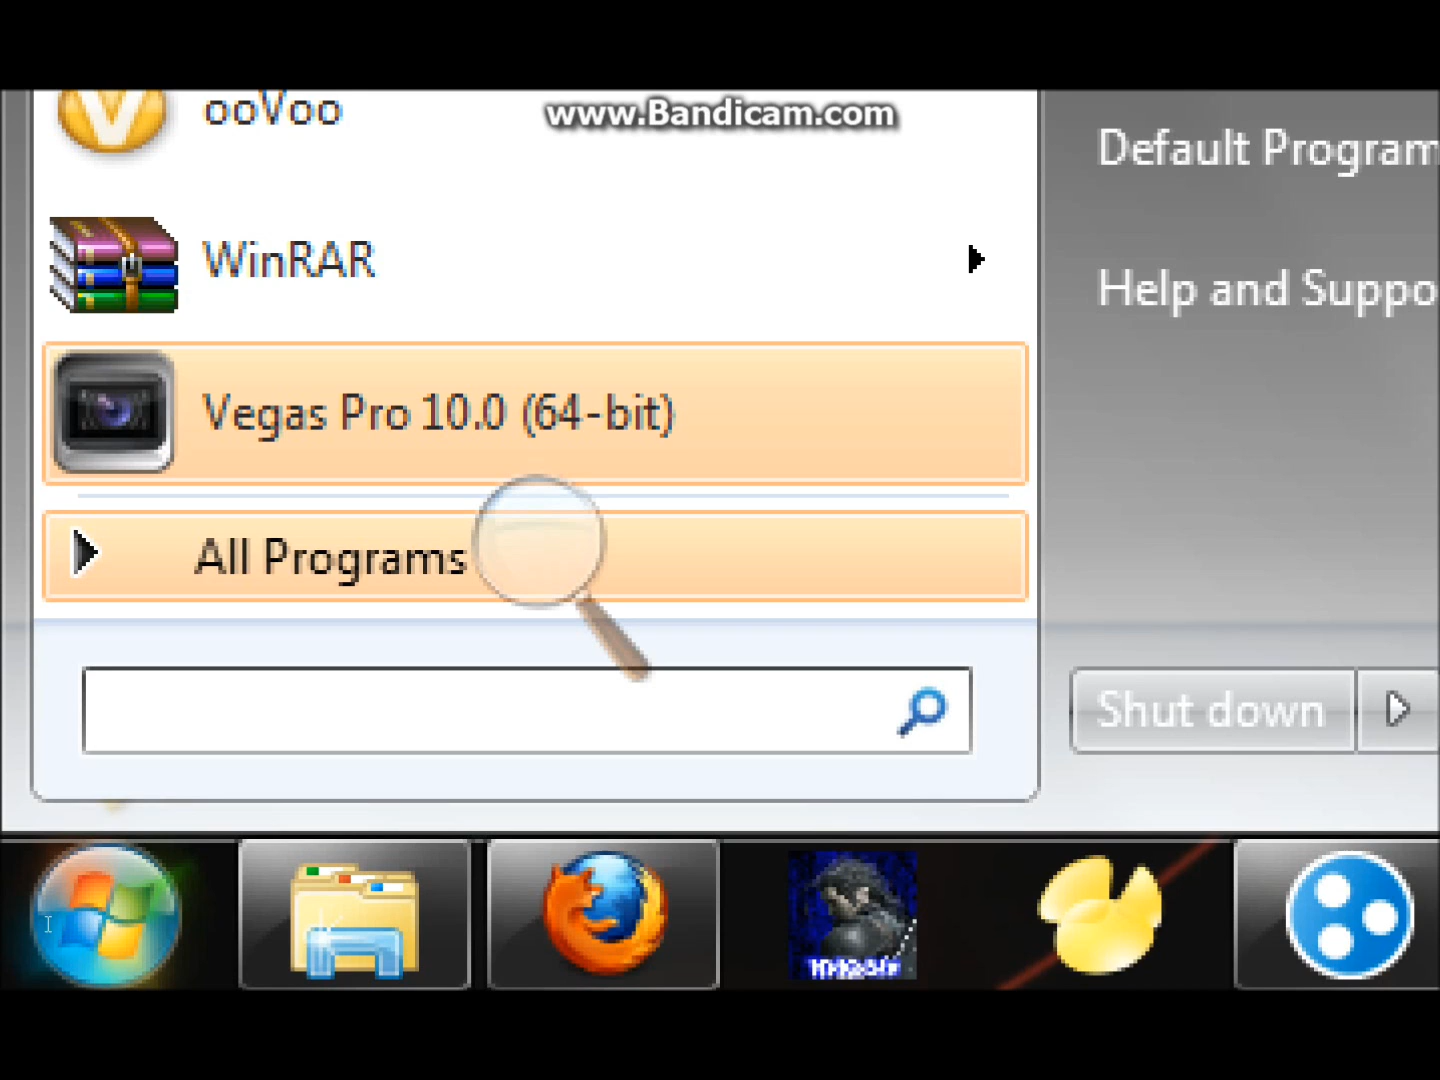 ooVoo
www.Bandicam.com
Default Program
WinRAR
Help and Suppo
Vegas Pro 10.0 (64-bit)
All Programs
Shut down